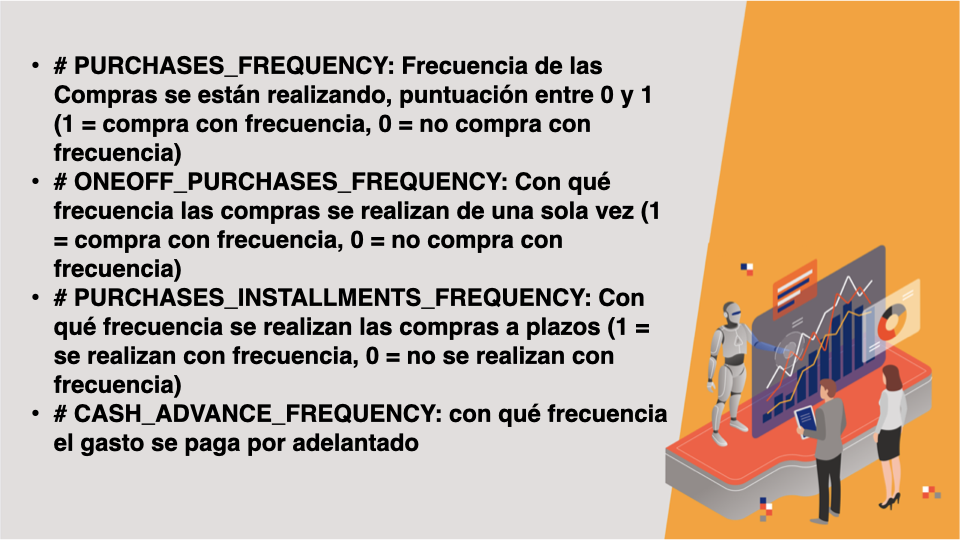 • # PURCHASES_FREQUENCY: Frecuencia de las
Compras se están realizando, puntuación entre 0 y 1
(1 = compra con frecuencia, 0 = no compra con
frecuencia)
• # ONEOFF_PURCHASES_FREQUENCY: Con qué
frecuencia las compras se realizan de una sola vez (1
= compra con frecuencia, 0 = no compra con
frecuencia)
• # PURCHASES_INSTALLMENTS_FREQUENCY: Con
qué frecuencia se realizan las compras a plazos (1 =
se realizan con frecuencia, 0 = no se realizan con
frecuencia)
• # CASH_ADVANCE_FREQUENCY: con qué frecuencia
el gasto se paga por adelantado